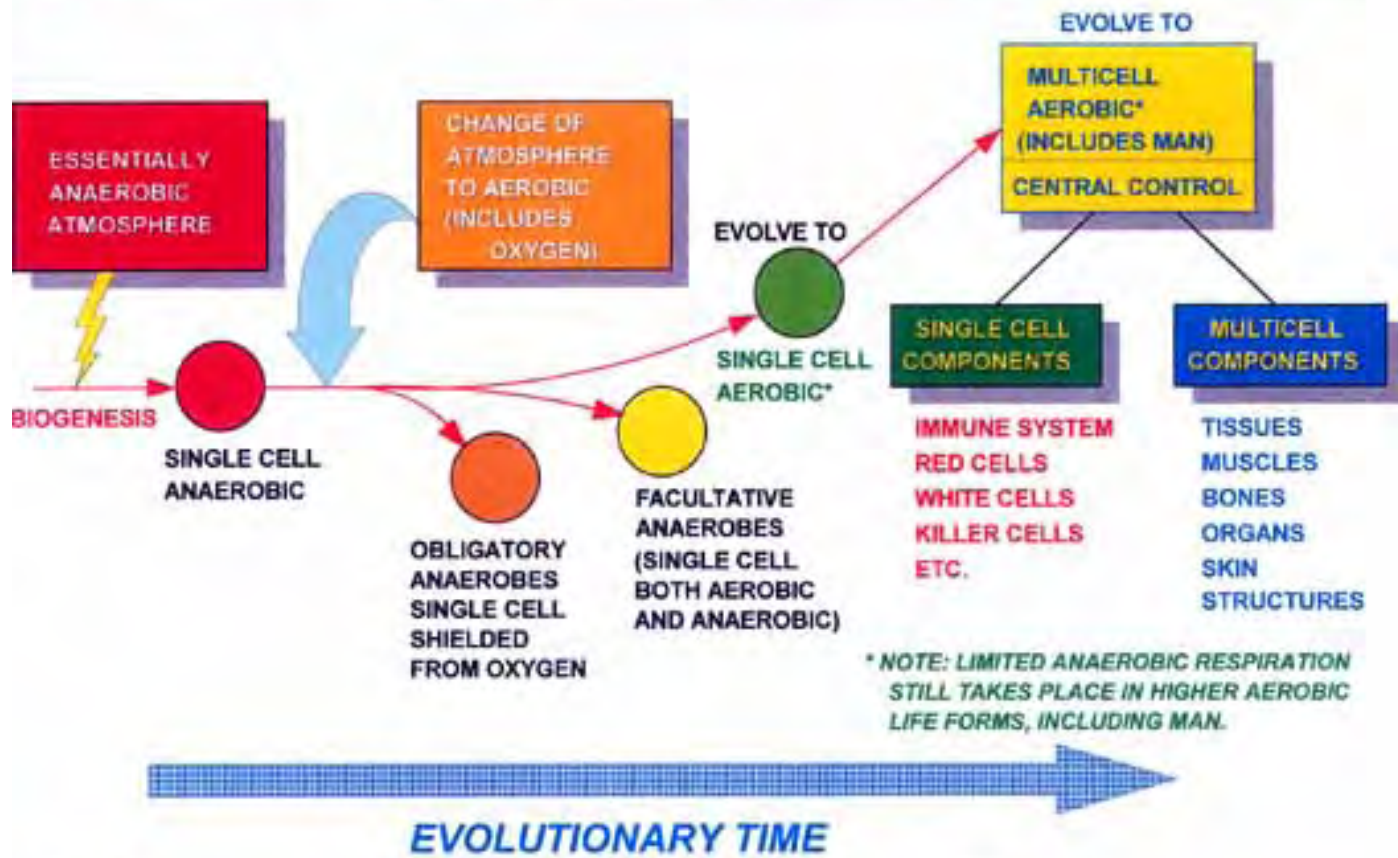 ESSENTIALLY
ANAEROBIC
ATMOSPHERE
CHANGE OF
ATMOSPHERE
TO AEROBIC
(INCLUDES
OXYGEN)
EVOLVE TO
MULTICELL
AEROBIC*
(INCLUDES MAN)
CENTRAL CONTROL
BIOGENESIS
SINGLE CELL
ANAEROBIC
OBLIGATORY
ANAEROBES
SINGLE CELL
SHIELDED
FROM OXYGEN
FACULTATIVE
ANAEROBES
(SINGLE CELL
BOTH AEROBIC
AND ANAEROBIC)
EVOLVE TO
SINGLE CELL
AEROBIC*
SINGLE CELL
COMPONENTS
IMMUNE SYSTEM
RED CELLS
WHITE CELLS
KILLER CELLS
ETC.
MULTICELL
COMPONENTS
TISSUES
MUSCLES
BONES
ORGANS
SKIN
STRUCTURES
* NOTE: LIMITED ANAEROBIC RESPIRATION
STILL TAKES PLACE IN HIGHER AEROBIC
LIFE FORMS, INCLUDING MAN.
EVOLUTIONARY TIME